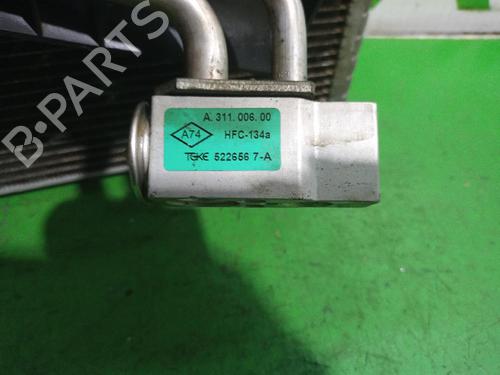 A. 311. 006. 00
A74
HFC-134a
TGKE 522656 7-A
B-PARTS